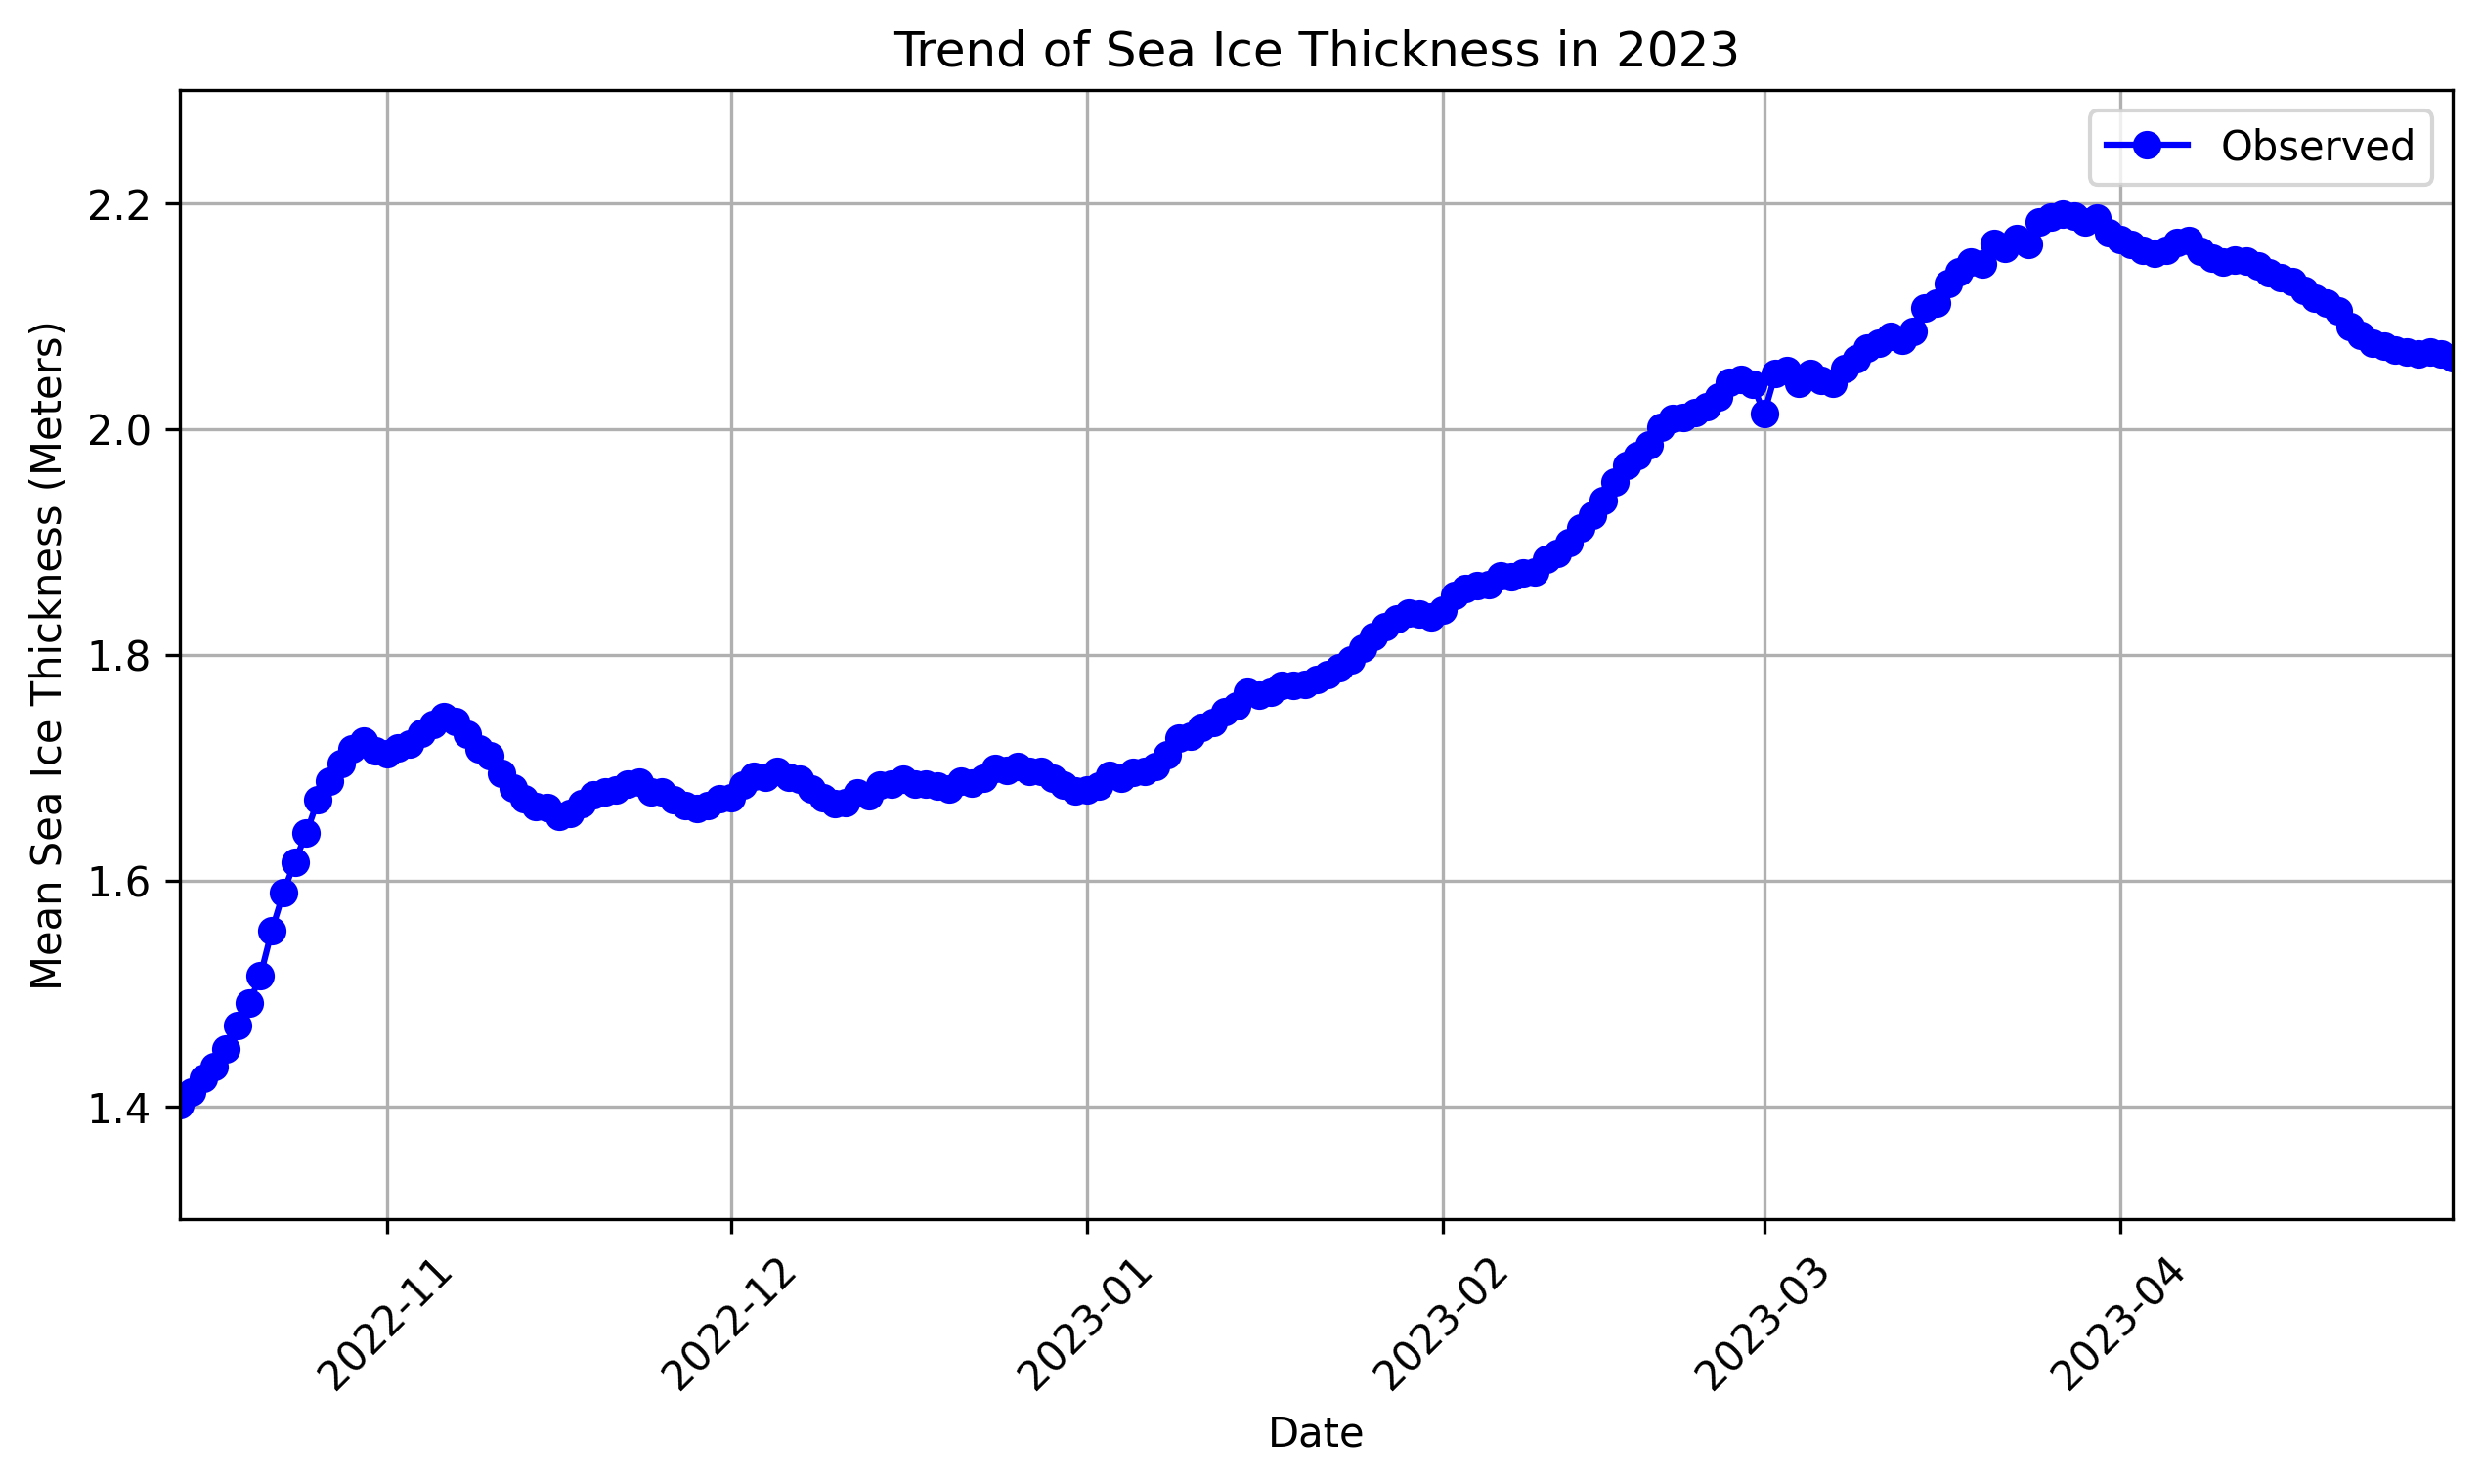 Trend of Sea Ice Thickness in 2023
Observed
Mean Sea Ice Thickness (Meters)
2.2
2.0
1.8
1.6
1.4
2022-11
2022-12
2023-01
2023-02
2023-03
2023-04
Date